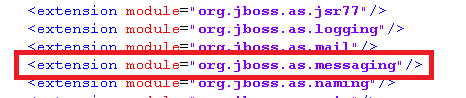 <extension module="org.jboss.as.jsr77"/>
<extension module="org.jboss.as.logging"/>
<extension module="org.jboss.as.mail"/>
<extension module="org.jboss.as.messaging"/>
<extension module="org.jboss.as.naming"/>